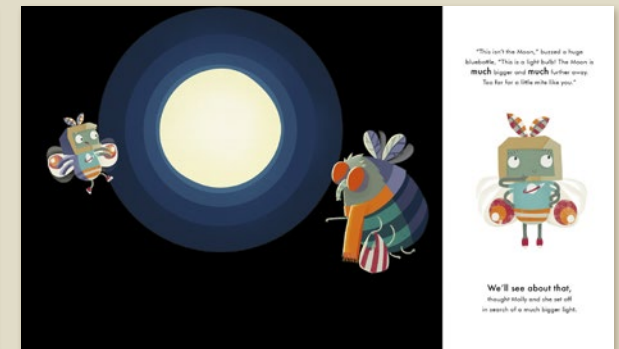 "This isn't the Moon," buzzed a huge
bluebottle, "This is a light bulb! The Moon is
much bigger and much further away.
Too far for a little mite like you."
We'll see about that,
thought Molly and she set off
in search of a much bigger light.